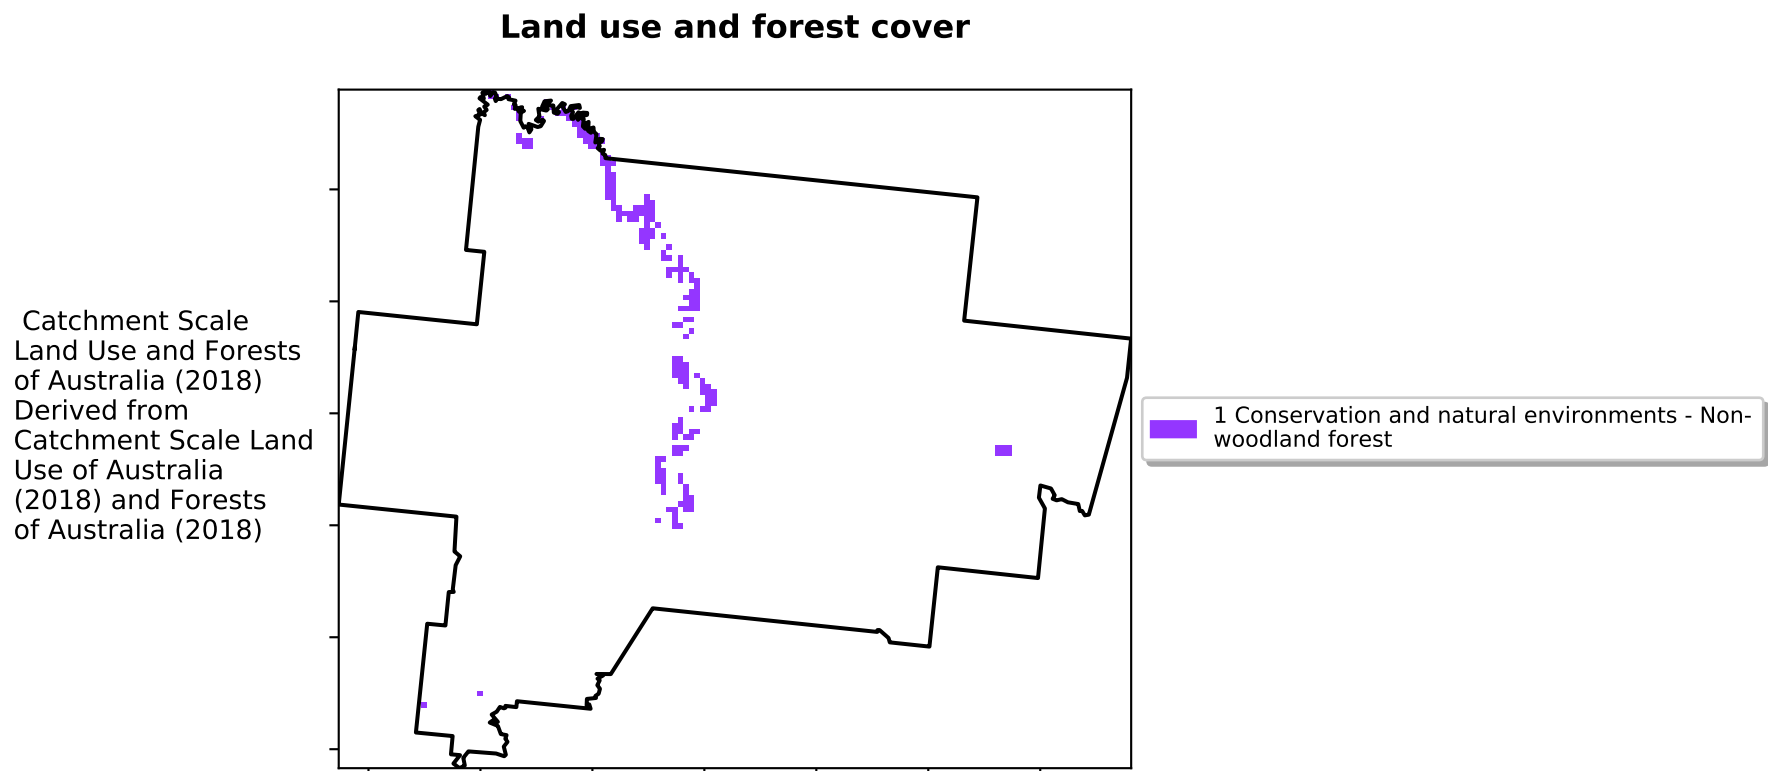 Land use and forest cover
Catchment Scale
Land Use and Forests
of Australia (2018)
Derived from
Catchment Scale Land
Use of Australia
(2018) and Forests
of Australia (2018)
1 Conservation and natural environments - Non-
woodland forest